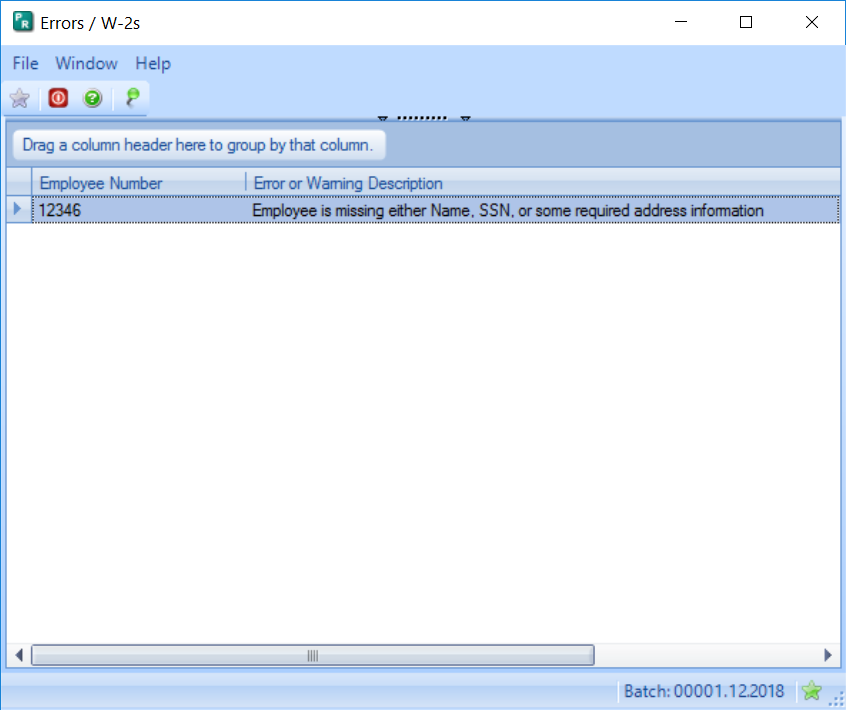 PR Errors / W-2s
File Window Help
Drag a column header here to group by that column.
Employee Number Error or Warning Description
12346 Employee is missing either Name, SSN, or some required address information
Batch: 00001.12.2018